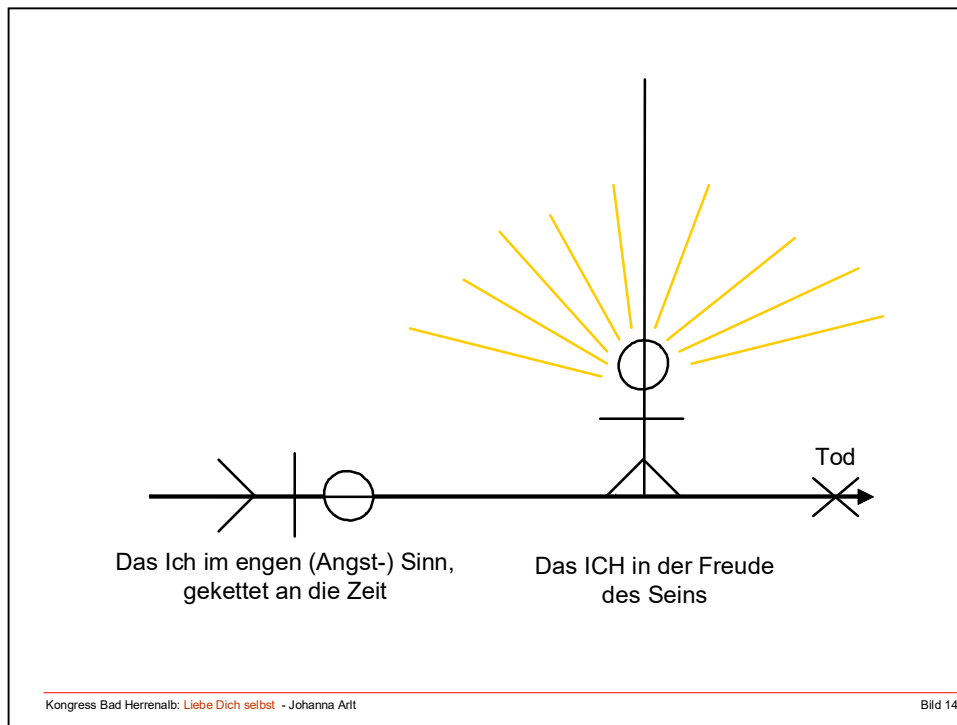 Tod
Das Ich im engen (Angst-) Sinn,
gekettet an die Zeit
Das ICH in der Freude
des Seins
Kongress Bad Herrenalb: Liebe Dich selbst - Johanna Arlt
Bild 14